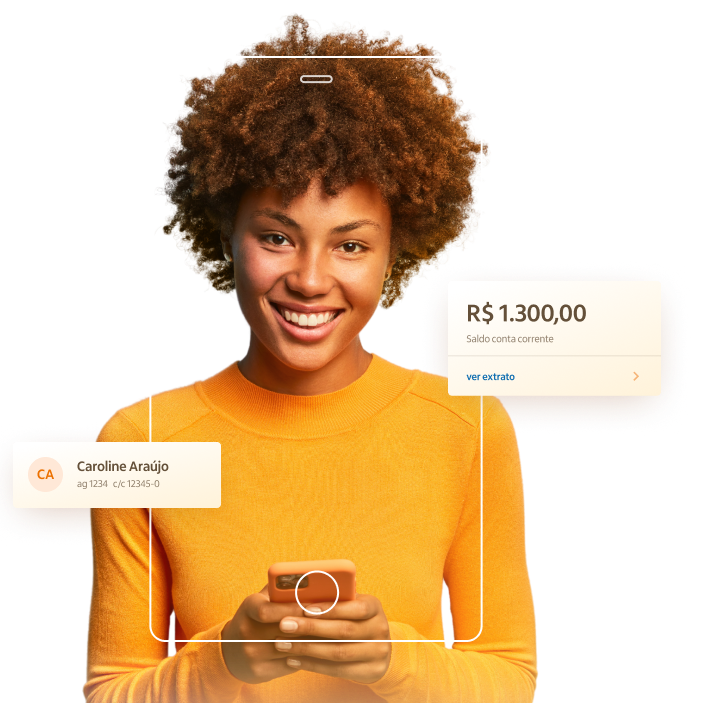 R$ 1.300,00
Saldo conta corrente
ver extrato
CA
Caroline Araújo
ag 1234 c/c 12345-0